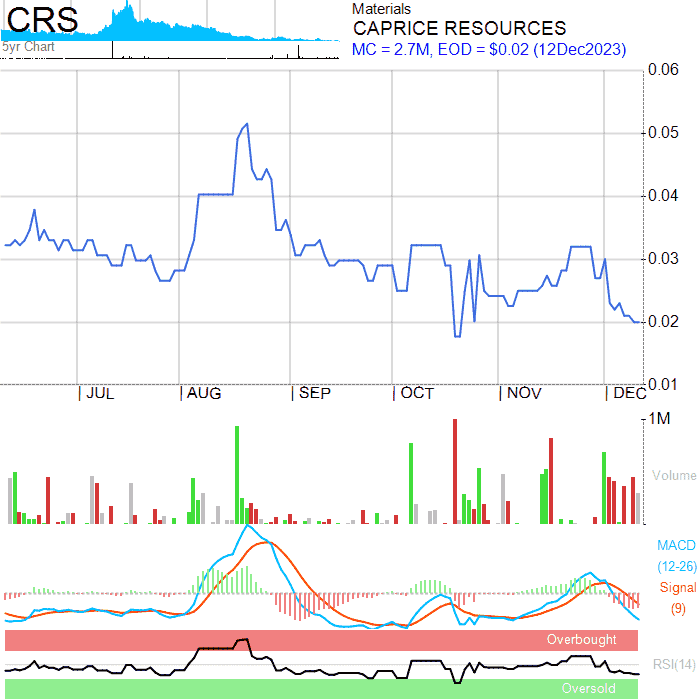 CRS
5yr Chart
Materials
CAPRICE RESOURCES
MC = 2.7M, EOD = $0.02 (12Dec2023)
0.06
0.05
0.04
0.03
0.02
0.01
| JUL | AUG | SEP | OCT | NOV | DEC
1M
Volume
MACD
(12-26)
Signal
(9)
Overbought
RSI(14)
Oversold